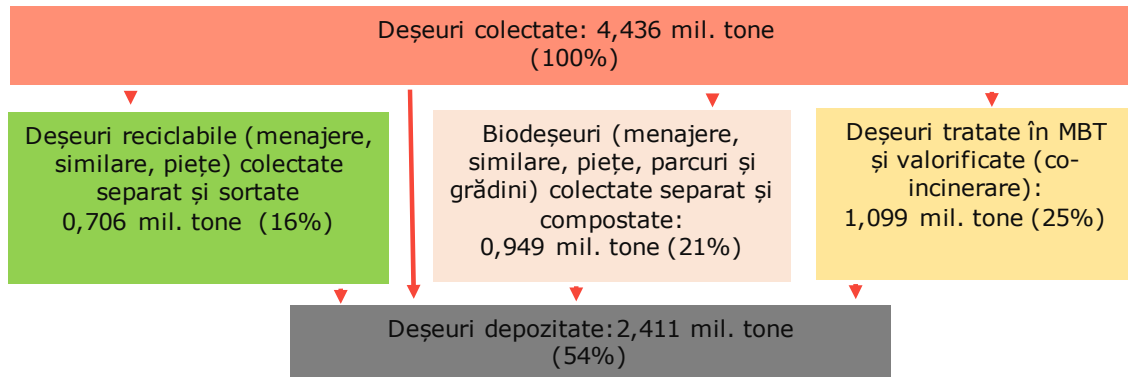 Deșeuri colectate: 4,436 mil. tone
(100%)
Deșeuri reciclabile (menajere,
similare, piețe) colectate
separat și sortate
0,706 mil. tone (16%)
Biodeșeuri (menajere,
similare, piețe, parcuri și
grădini) colectate separat și
compostate:
0,949 mil. tone (21%)
Deșeuri tratate în MBT
și valorificate (co-
incinerare):
1,099 mil. tone (25%)
Deșeuri depozitate:2,411 mil. tone
(54%)